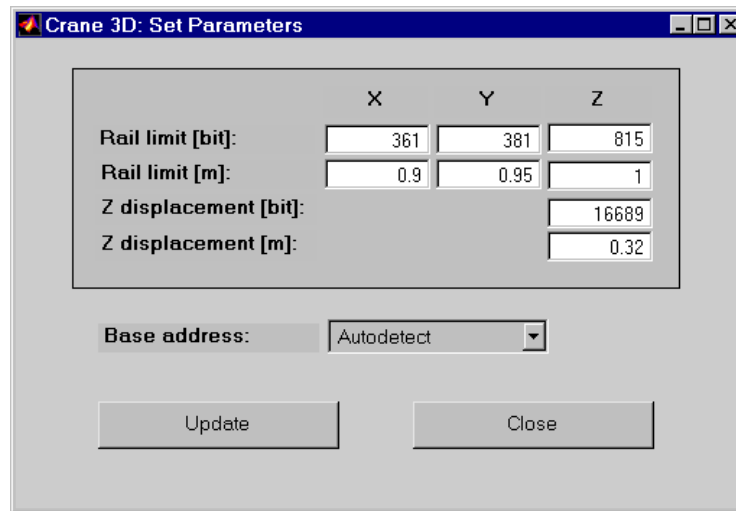 Crane 3D: Set Parameters
X Y Z
Rail limit [bit]: 361 381 815
Rail limit [m]: 0.9 0.95 1
Z displacement [bit]: 16689
Z displacement [m]: 0.32
Base address: Autodetect
Update Close